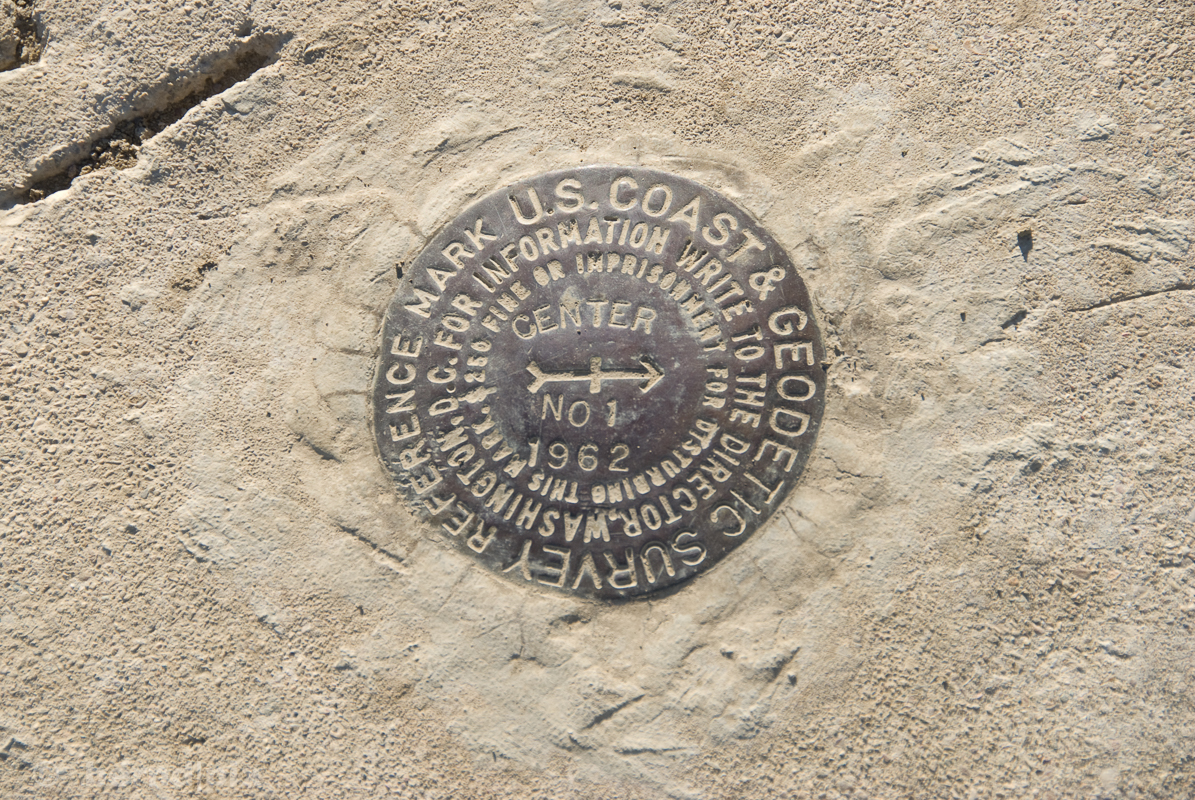 U.S. COAST & GEODETIC SURVEY REFERENCE MARK
FOR INFORMATION WRITE TO THE DIRECTOR, WASHINGTON, D.C.
$250 FINE OR IMPRISONMENT FOR DISTURBING THIS MARK.
CENTER
NO 1
1962